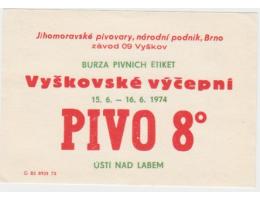 Jihomoravské pivovary, národní podnik, Brno
závod 09 Vyškov
BURZA PIVNICH ETIKET
Vyškovské výčepní
15. 6. – 16. 6. 1974
PIVO 8°
ÚSTÍ NAD LABEM